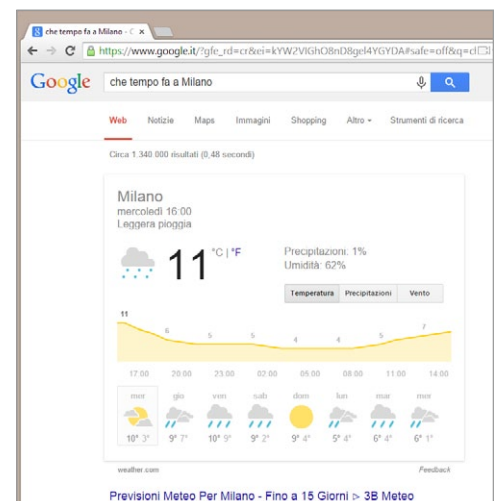 che tempo fa a Milano - C
https://www.google.it/?gfe_rd=cr&ei=kYW2VIGhO8nD8gel4YGYDA#safe=off&q=c
Google
che tempo fa a Milano
Web Notizie Maps Immagini Shopping Altro Strumenti di ricerca
Circa 1.340.000 risultati (0,48 secondi)
Milano
mercoledì 16:00
Leggera pioggia
11 °C | °F
Precipitazioni: 1%
Umidità: 62%
Temperatura Precipitazioni Vento
11 6 5 5 4 4 5 7
17:00 20:00 23:00 02:00 05:00 08:00 11:00 14:00
mer gio ven sab dom lun mar mer
10° 3° 9° 7° 10° 9° 9° 2° 9° 4° 5° 4° 6° 4° 6° 1°
weather.com Feedback
Previsioni Meteo Per Milano - Fino a 15 Giorni ▷ 3B Meteo